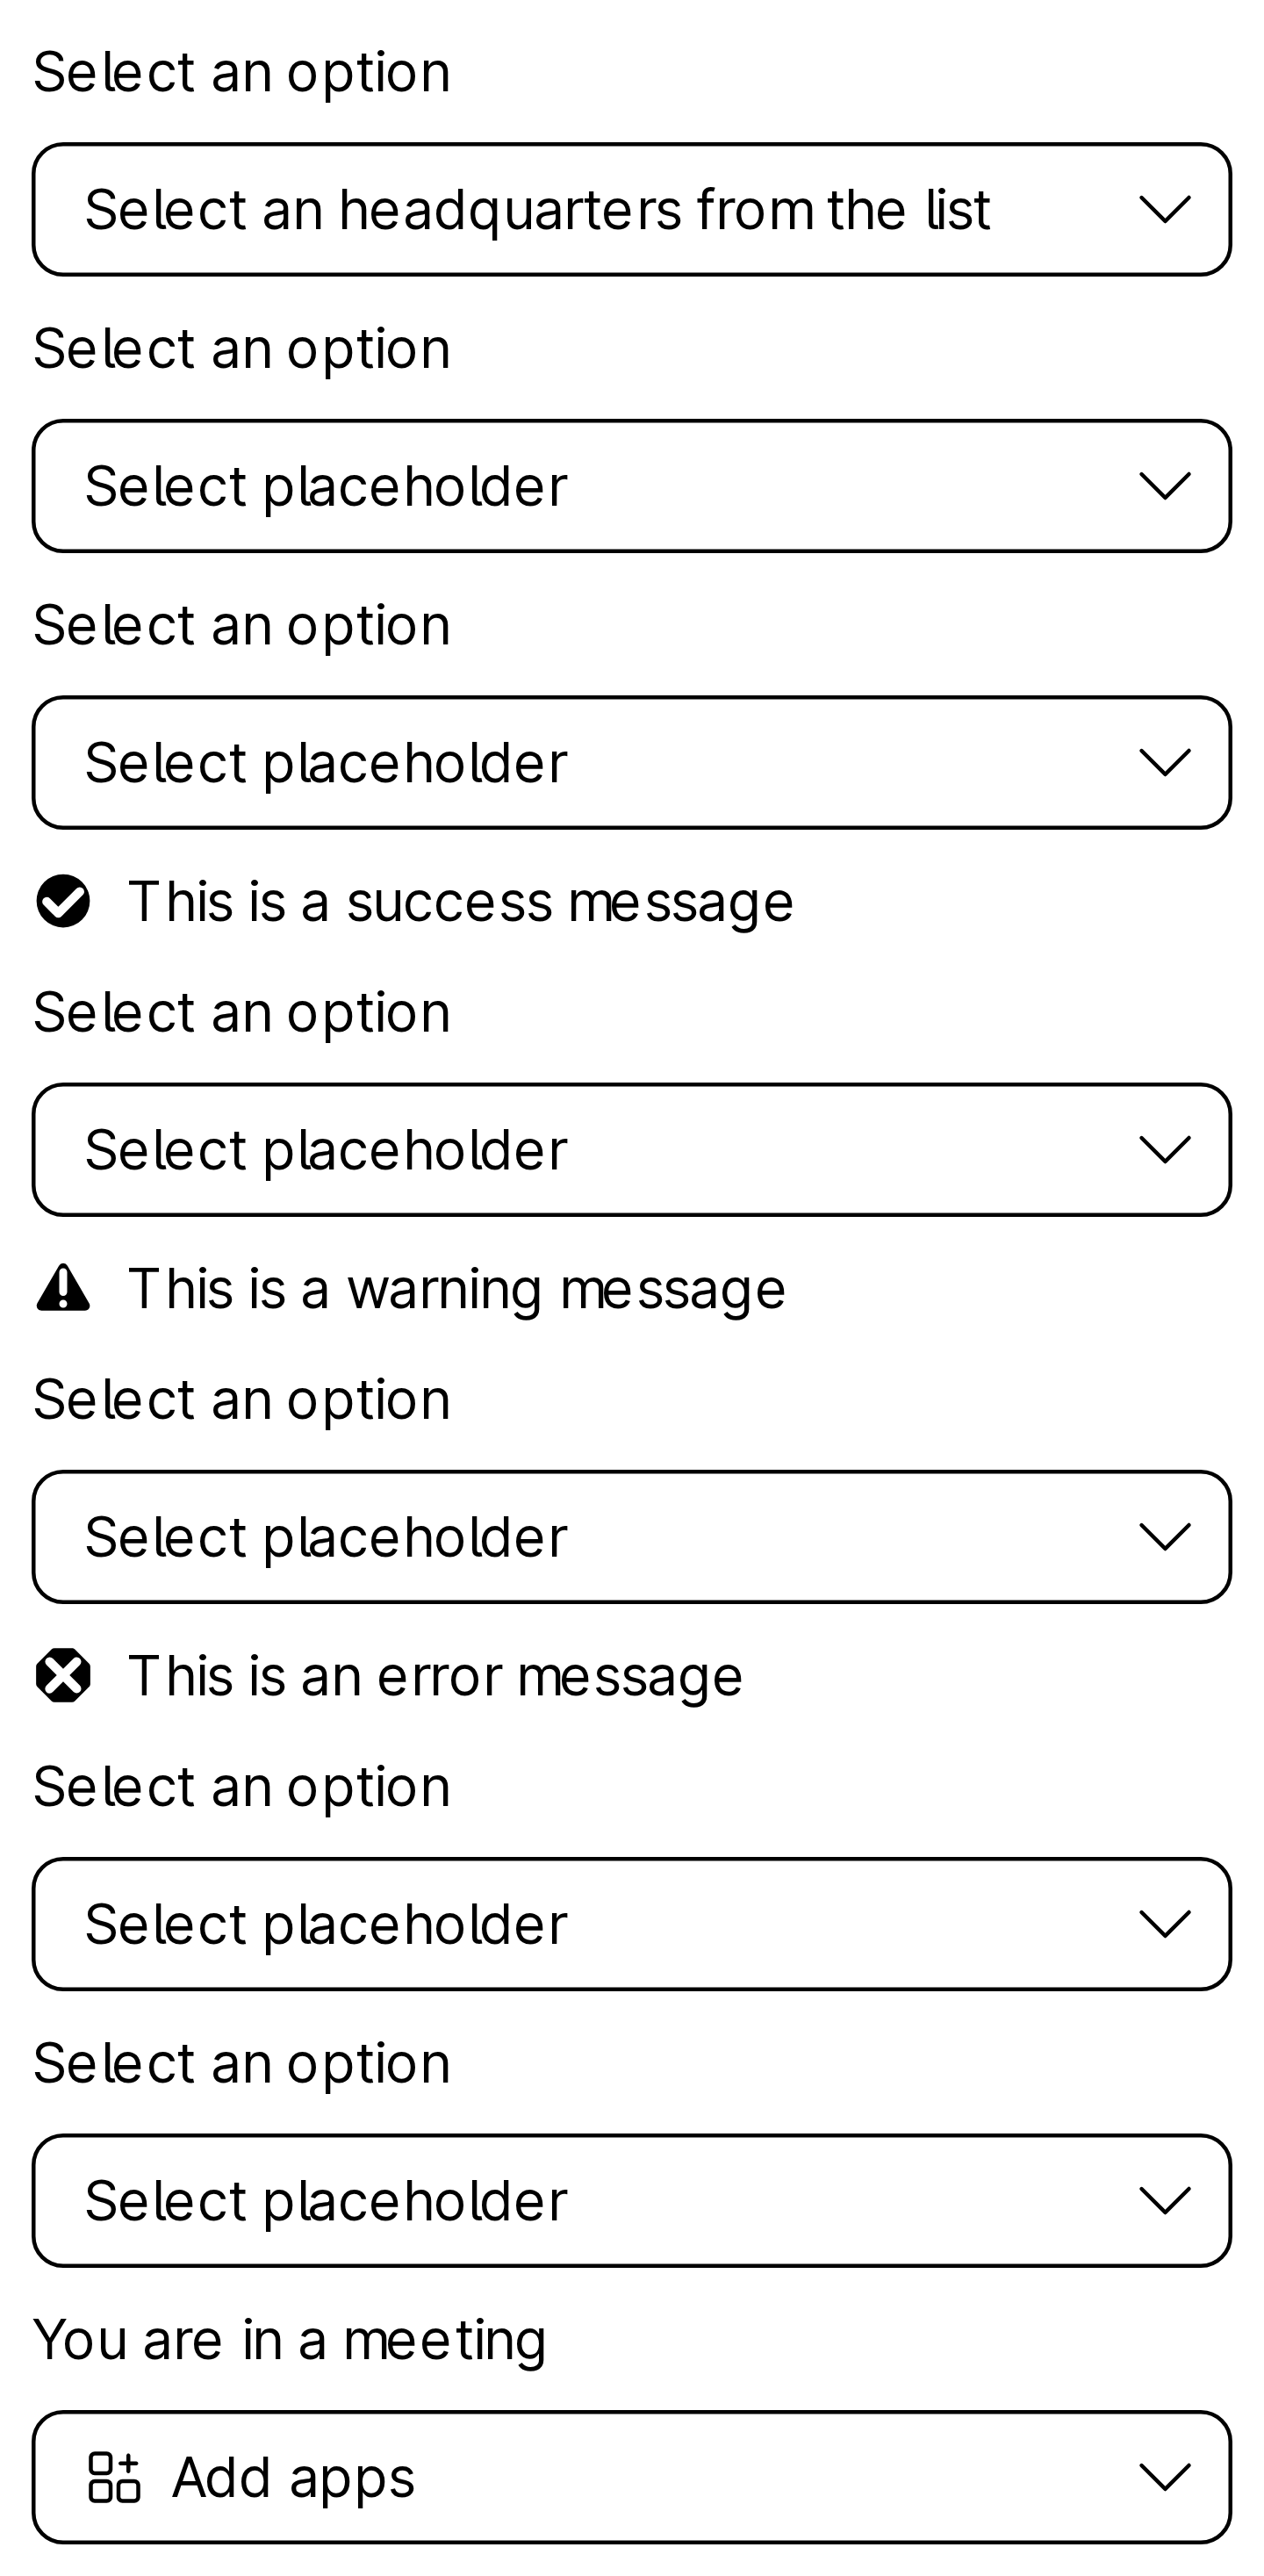 Select an option
Select an headquarters from the list
Select an option
Select placeholder
Select an option
Select placeholder
This is a success message
Select an option
Select placeholder
This is a warning message
Select an option
Select placeholder
This is an error message
Select an option
Select placeholder
Select an option
Select placeholder
You are in a meeting
Add apps